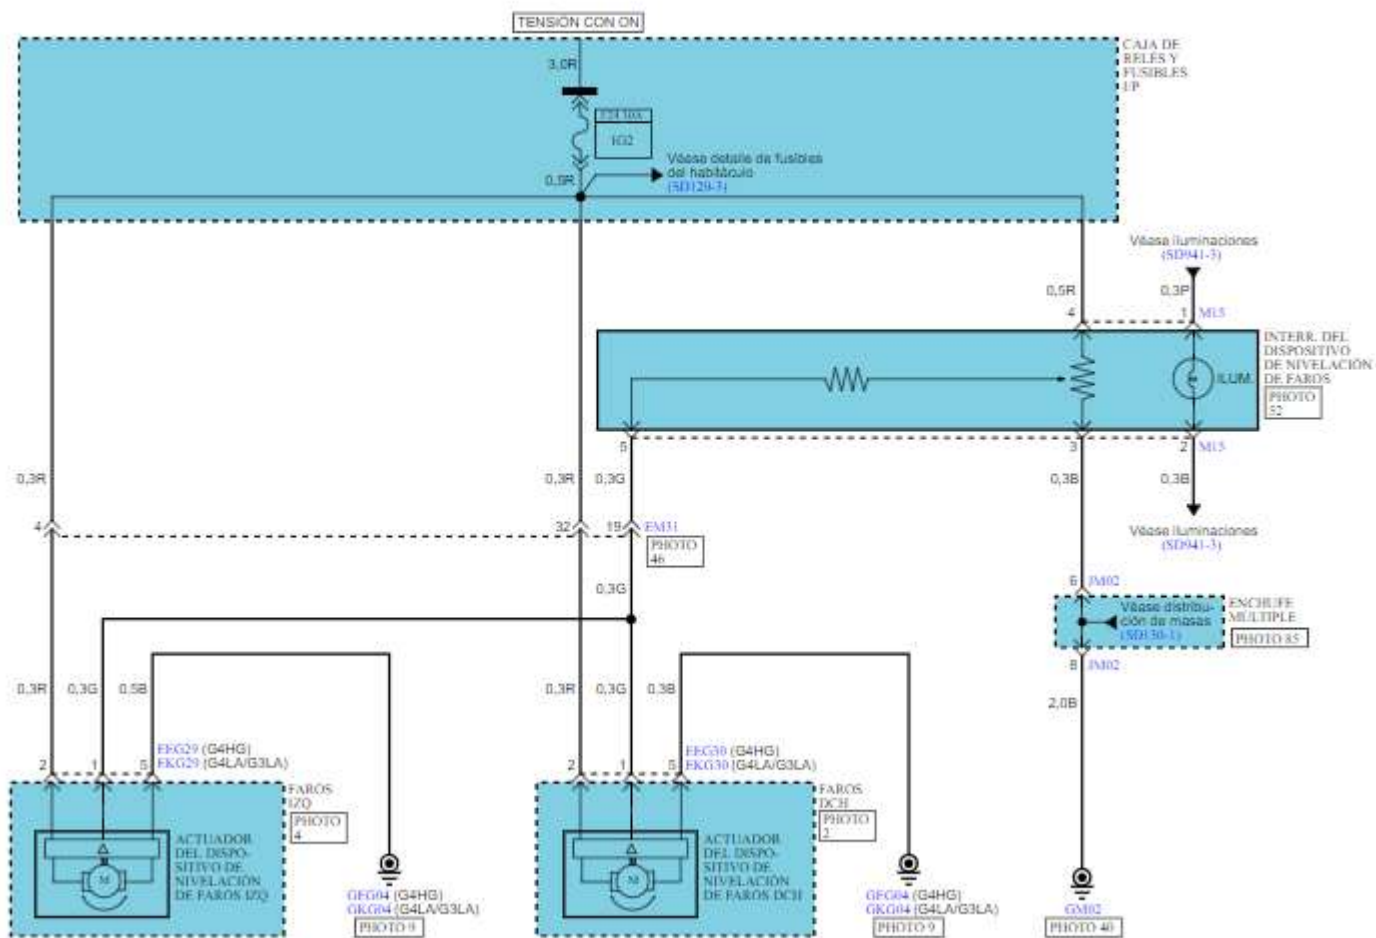 TENSIÓN CON ON
CAJA DE
RELÉS Y
FUSIBLES
I/P
3,0R
F24 10A
IG2
Véase detalle de fusibles
del habitáculo
(SD120-3)
0,5R
Véase iluminaciones
(SD941-3)
0,5R
0,3P
4
1
M15
INTERR. DEL
DISPOSITIVO
DE NIVELACIÓN
DE FAROS
PHOTO
52
ILUM.
5
3
2
M15
0,3R
0,3R
0,3G
0,3B
0,3B
4
32
19
EM31
PHOTO
46
Véase iluminaciones
(SD941-3)
0,3G
6
JM02
Véase distribu-
ción de masas
(SD130-1)
ENCHUFE
MÚLTIPLE
PHOTO 85
8
JM02
0,3R
0,3G
0,5B
0,3R
0,3G
0,3B
2,0B
EEG29 (G4HG)
EKG29 (G4LA/G3LA)
EEG30 (G4HG)
EKG30 (G4LA/G3LA)
2
1
5
2
1
5
FAROS
IZQ
PHOTO
4
FAROS
DCH
PHOTO
2
ACTUADOR
DEL DISPO-
SITIVO DE
NIVELACIÓN
DE FAROS IZQ
M
ACTUADOR
DEL DISPO-
SITIVO DE
NIVELACIÓN
DE FAROS DCH
M
GEG04 (G4HG)
GKG04 (G4LA/G3LA)
PHOTO 9
GEG04 (G4HG)
GKG04 (G4LA/G3LA)
PHOTO 9
GM02
PHOTO 40